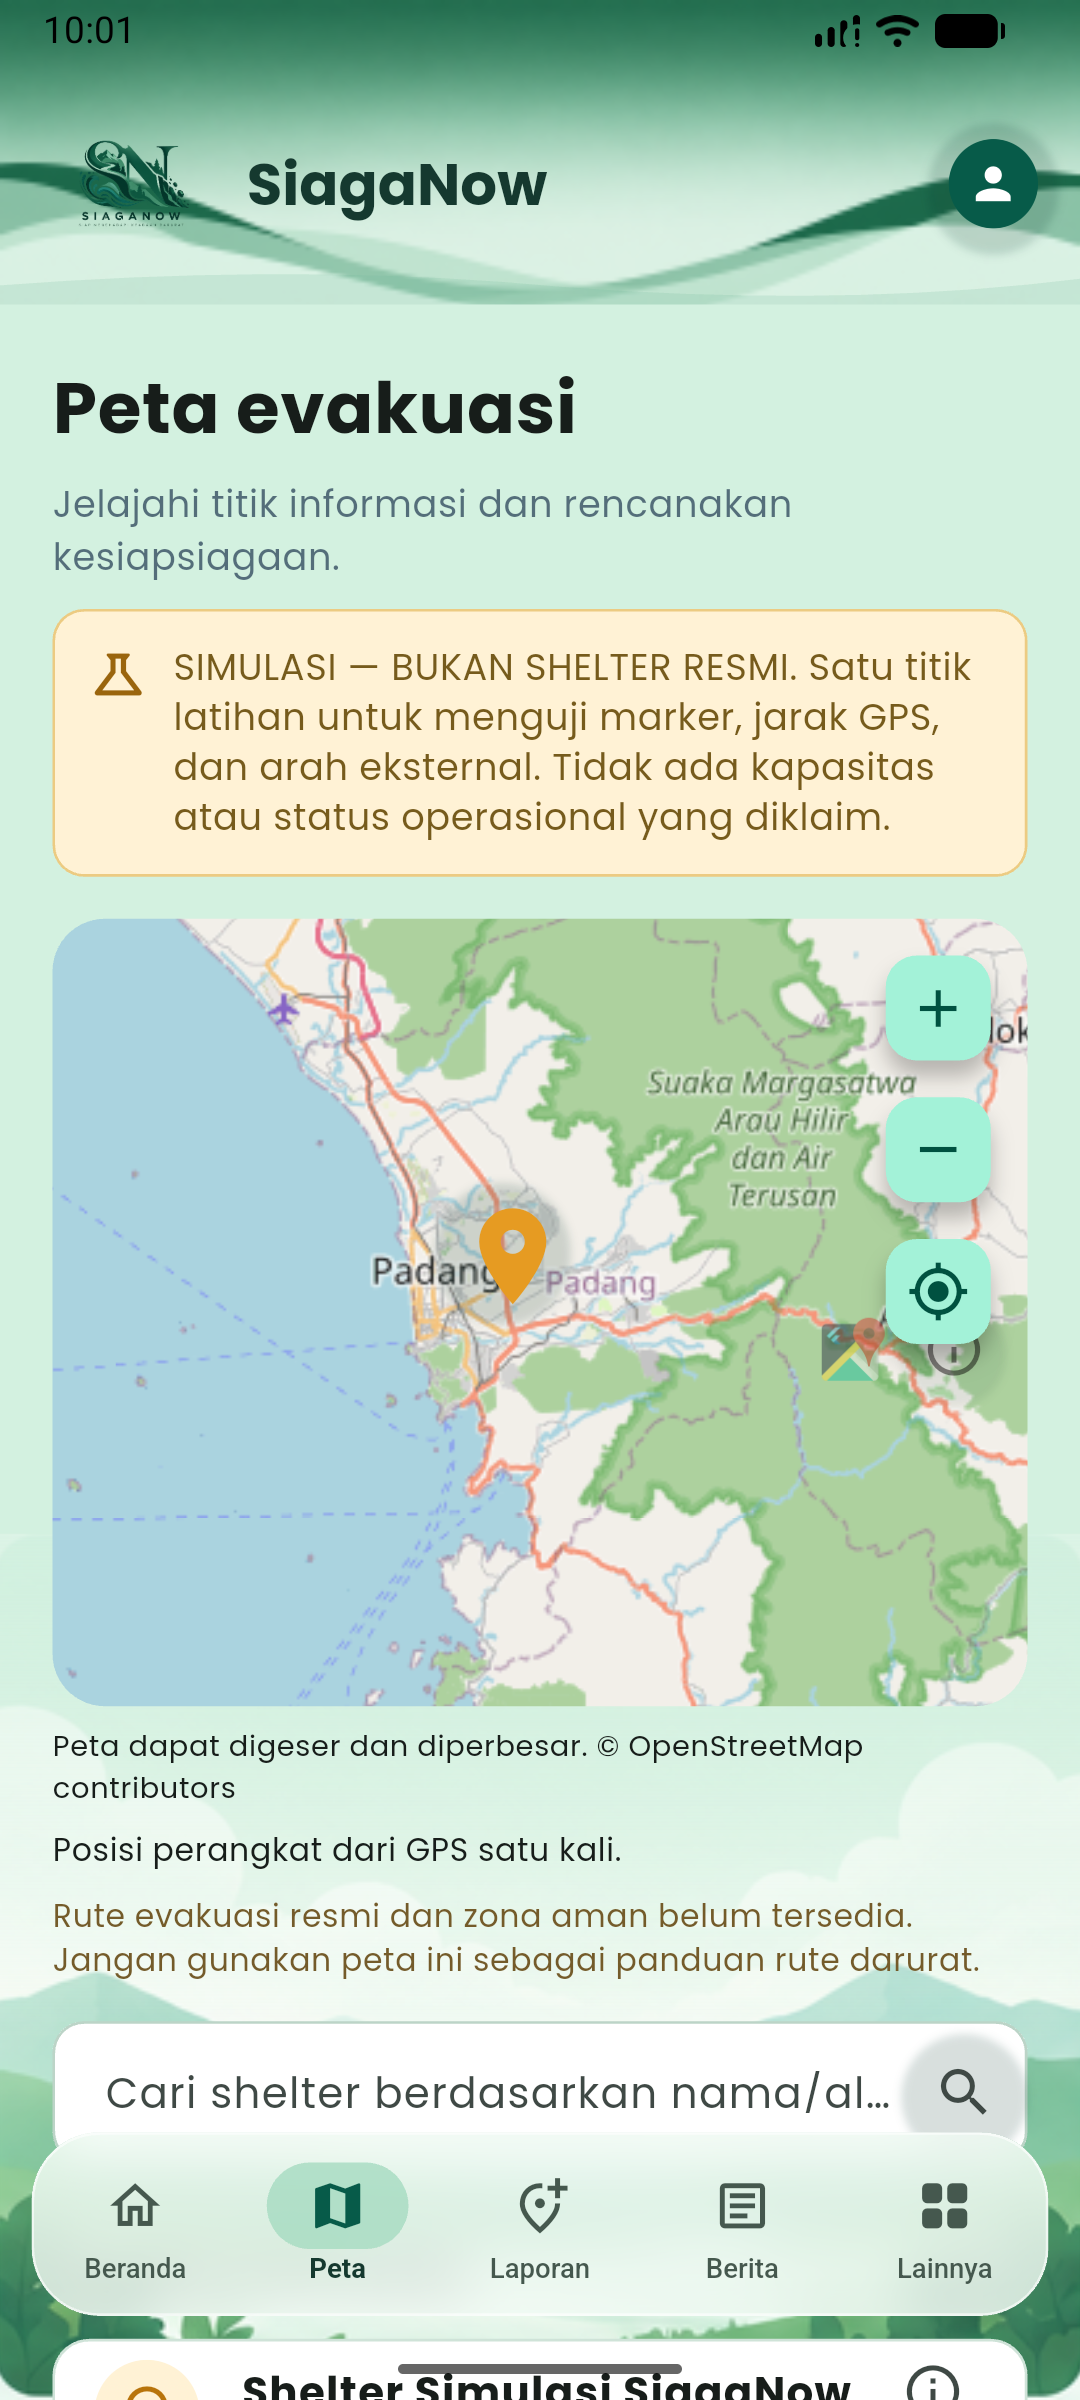 10:01
SIAGANOW
SiagaNow
Peta evakuasi
Jelajahi titik informasi dan rencanakan
kesiapsiagaan.
SIMULASI — BUKAN SHELTER RESMI. Satu titik
latihan untuk menguji marker, jarak GPS,
dan arah eksternal. Tidak ada kapasitas
atau status operasional yang diklaim.
Suaka Margasatwa
Arau Hilir
dan Air
Terusan
Padang
Padang
Peta dapat digeser dan diperbesar. © OpenStreetMap
contributors
Posisi perangkat dari GPS satu kali.
Rute evakuasi resmi dan zona aman belum tersedia.
Jangan gunakan peta ini sebagai panduan rute darurat.
Cari shelter berdasarkan nama/al…
Beranda
Peta
Laporan
Berita
Lainnya
Shelter Simulasi SiagaNow